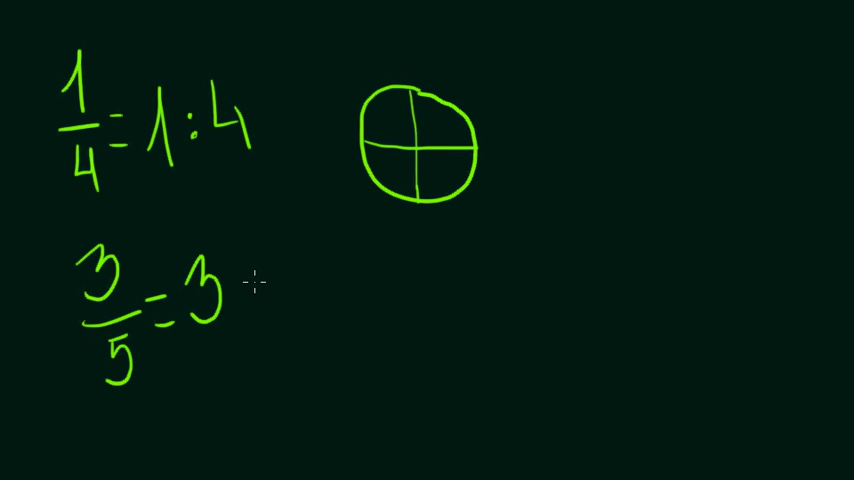 1/4 = 1 : 4
3/5 = 3